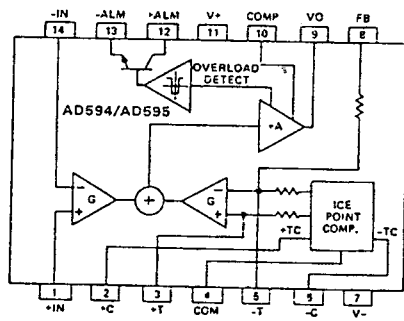 -IN -ALM +ALM V+ COMP VO FB
14 13 12 11 10 9 8
OVERLOAD
DETECT
AD594/AD595
+A
- G + + G - +
ICE
POINT
COMP.
+TC
-TC
1 2 3 4 5 6 7
+IN +C +T COM -T -C V-